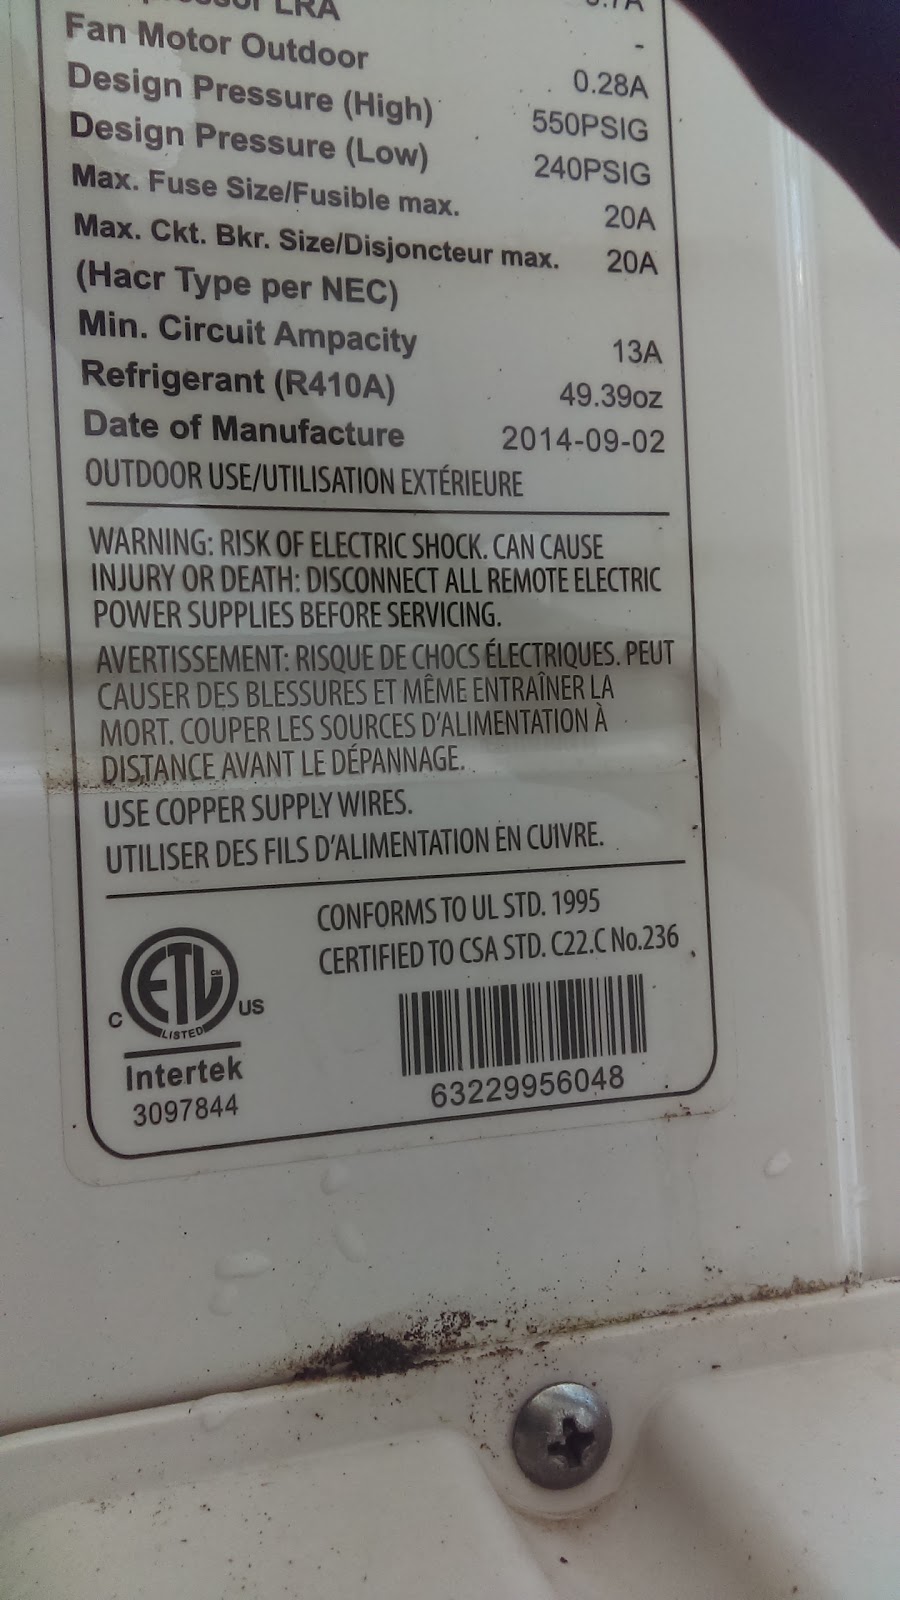 LRA
Fan Motor Outdoor -
Design Pressure (High) 0.28A
Design Pressure (Low) 550PSIG
Max. Fuse Size/Fusible max. 240PSIG
Max. Ckt. Bkr. Size/Disjoncteur max. 20A
(Hacr Type per NEC) 20A
Min. Circuit Ampacity 13A
Refrigerant (R410A) 49.39oz
Date of Manufacture 2014-09-02
OUTDOOR USE/UTILISATION EXTÉRIEURE
WARNING: RISK OF ELECTRIC SHOCK. CAN CAUSE
INJURY OR DEATH: DISCONNECT ALL REMOTE ELECTRIC
POWER SUPPLIES BEFORE SERVICING.
AVERTISSEMENT: RISQUE DE CHOCS ÉLECTRIQUES. PEUT
CAUSER DES BLESSURES ET MÊME ENTRAÎNER LA
MORT. COUPER LES SOURCES D'ALIMENTATION À
DISTANCE AVANT LE DÉPANNAGE.
USE COPPER SUPPLY WIRES.
UTILISER DES FILS D'ALIMENTATION EN CUIVRE.
CONFORMS TO UL STD. 1995
CERTIFIED TO CSA STD. C22.C No.236
ETL CM
LISTED
C US
Intertek
3097844
63229956048